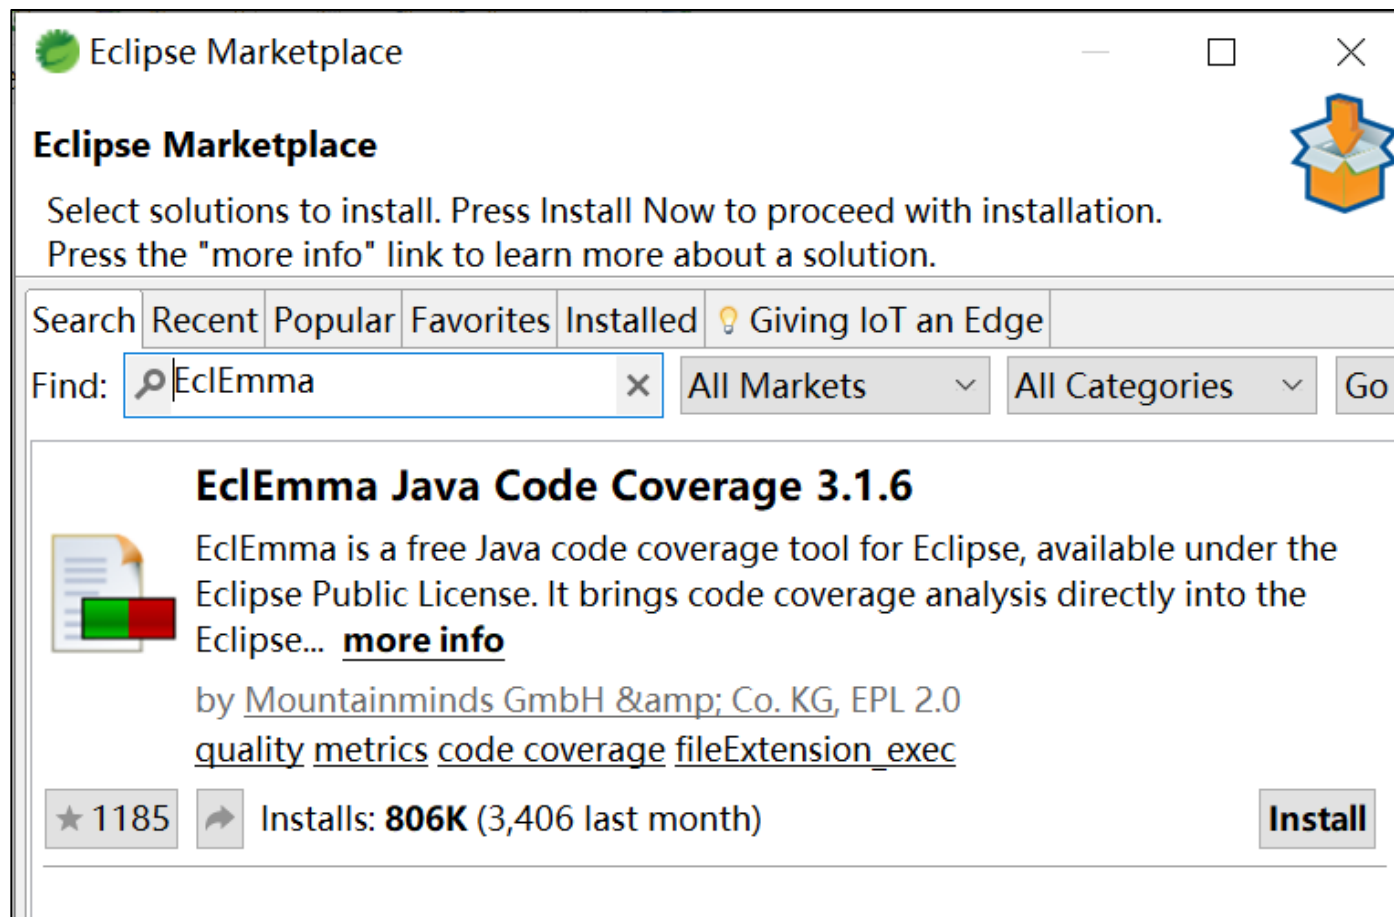 Eclipse Marketplace
Eclipse Marketplace
Select solutions to install. Press Install Now to proceed with installation.
Press the "more info" link to learn more about a solution.
Search Recent Popular Favorites Installed Giving IoT an Edge
Find: EclEmma All Markets All Categories Go
EclEmma Java Code Coverage 3.1.6
EclEmma is a free Java code coverage tool for Eclipse, available under the
Eclipse Public License. It brings code coverage analysis directly into the
Eclipse... more info
by Mountainminds GmbH &amp; Co. KG, EPL 2.0
quality metrics code coverage fileExtension_exec
1185 Installs: 806K (3,406 last month) Install